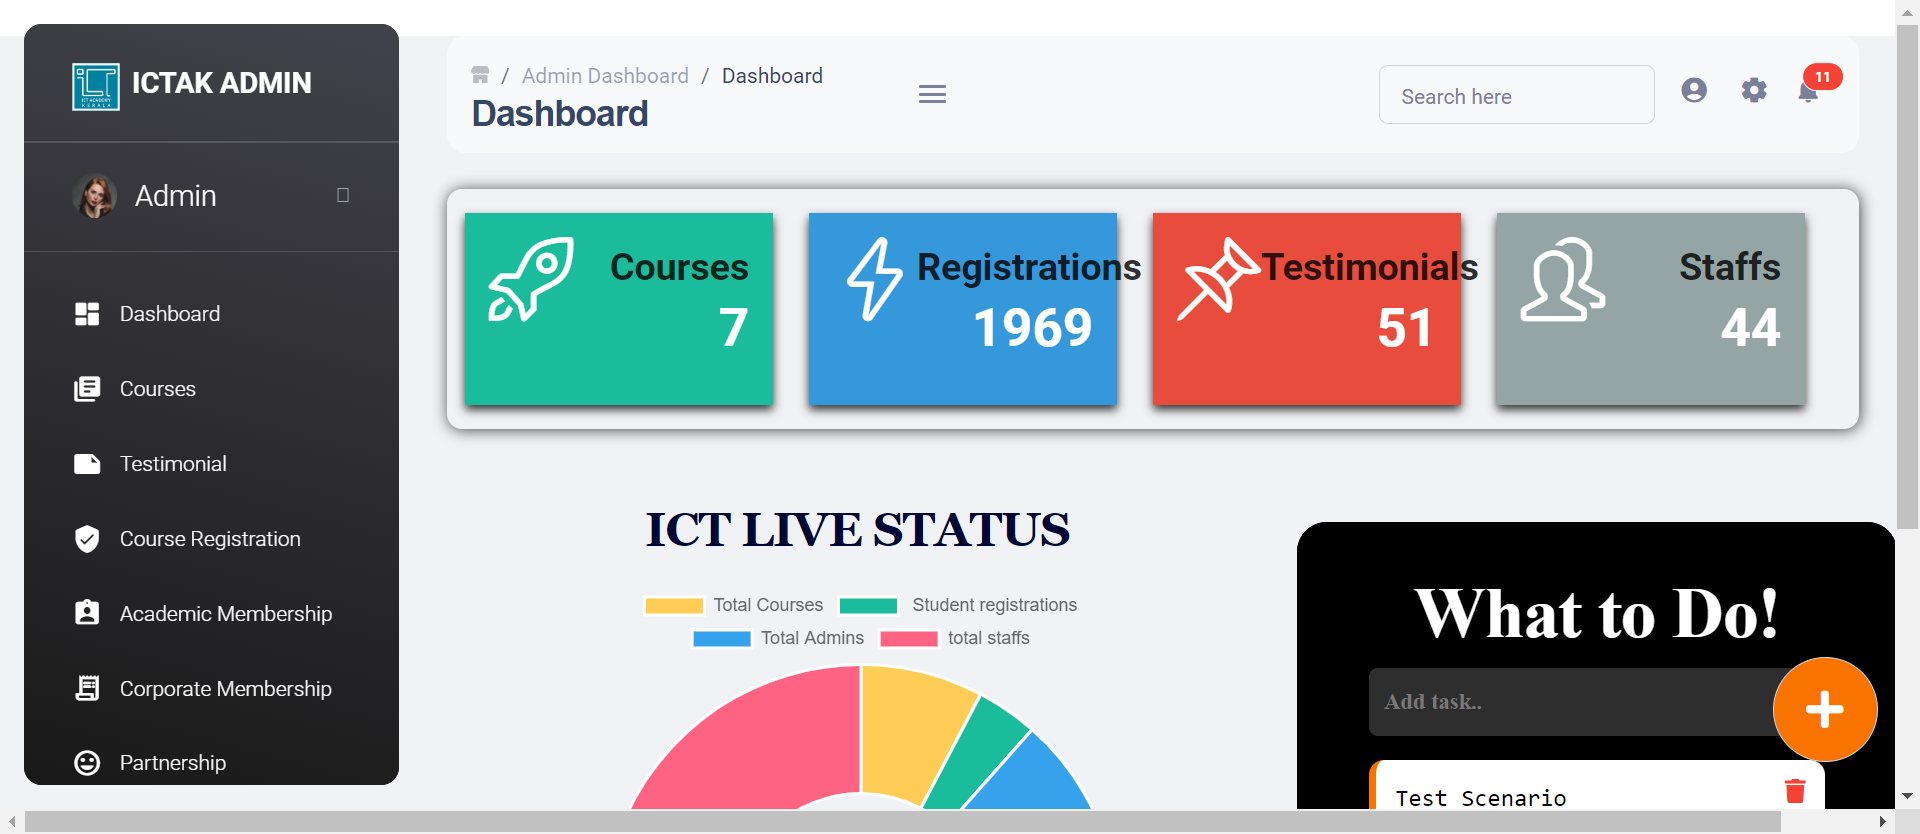 ICTAK ADMIN
Admin
Dashboard
Courses
Testimonial
Course Registration
Academic Membership
Corporate Membership
Partnership
/ Admin Dashboard / Dashboard
Dashboard
Search here
11
Courses
7
Registrations
1969
Testimonials
51
Staffs
44
ICT LIVE STATUS
Total Courses
Student registrations
Total Admins
total staffs
What to Do!
Add task..
Test Scenario